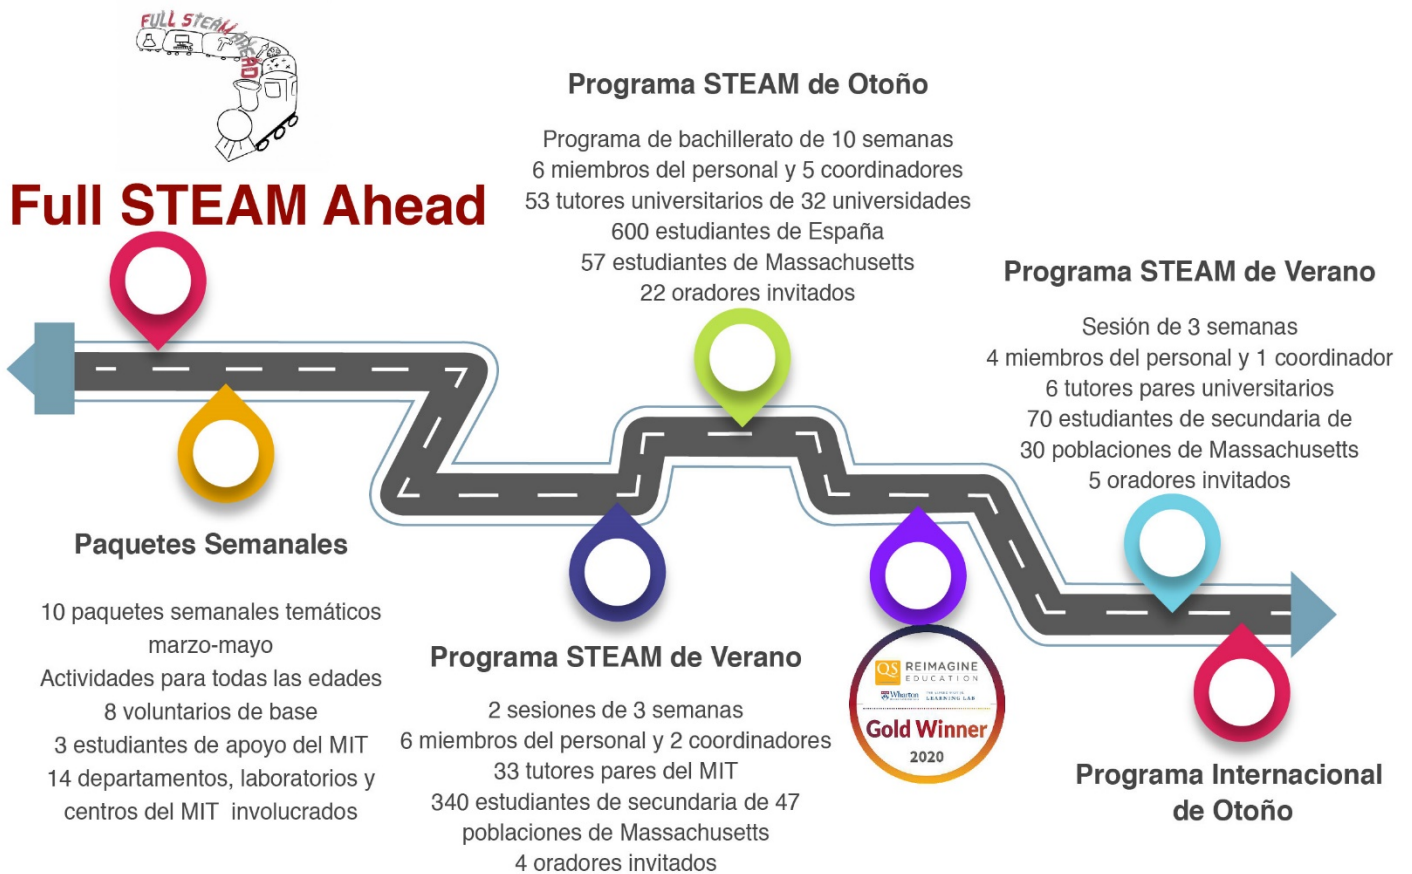 FULL STEAM AHEAD
Full STEAM Ahead
Paquetes Semanales
10 paquetes semanales temáticos
marzo-mayo
Actividades para todas las edades
8 voluntarios de base
3 estudiantes de apoyo del MIT
14 departamentos, laboratorios y
centros del MIT involucrados
Programa STEAM de Verano
2 sesiones de 3 semanas
6 miembros del personal y 2 coordinadores
33 tutores pares del MIT
340 estudiantes de secundaria de 47
poblaciones de Massachusetts
4 oradores invitados
Programa STEAM de Otoño
Programa de bachillerato de 10 semanas
6 miembros del personal y 5 coordinadores
53 tutores universitarios de 32 universidades
600 estudiantes de España
57 estudiantes de Massachusetts
22 oradores invitados
QS REIMAGINE
EDUCATION
Wharton
LEARNING LAB
Gold Winner
2020
Programa STEAM de Verano
Sesión de 3 semanas
4 miembros del personal y 1 coordinador
6 tutores pares universitarios
70 estudiantes de secundaria de
30 poblaciones de Massachusetts
5 oradores invitados
Programa Internacional
de Otoño